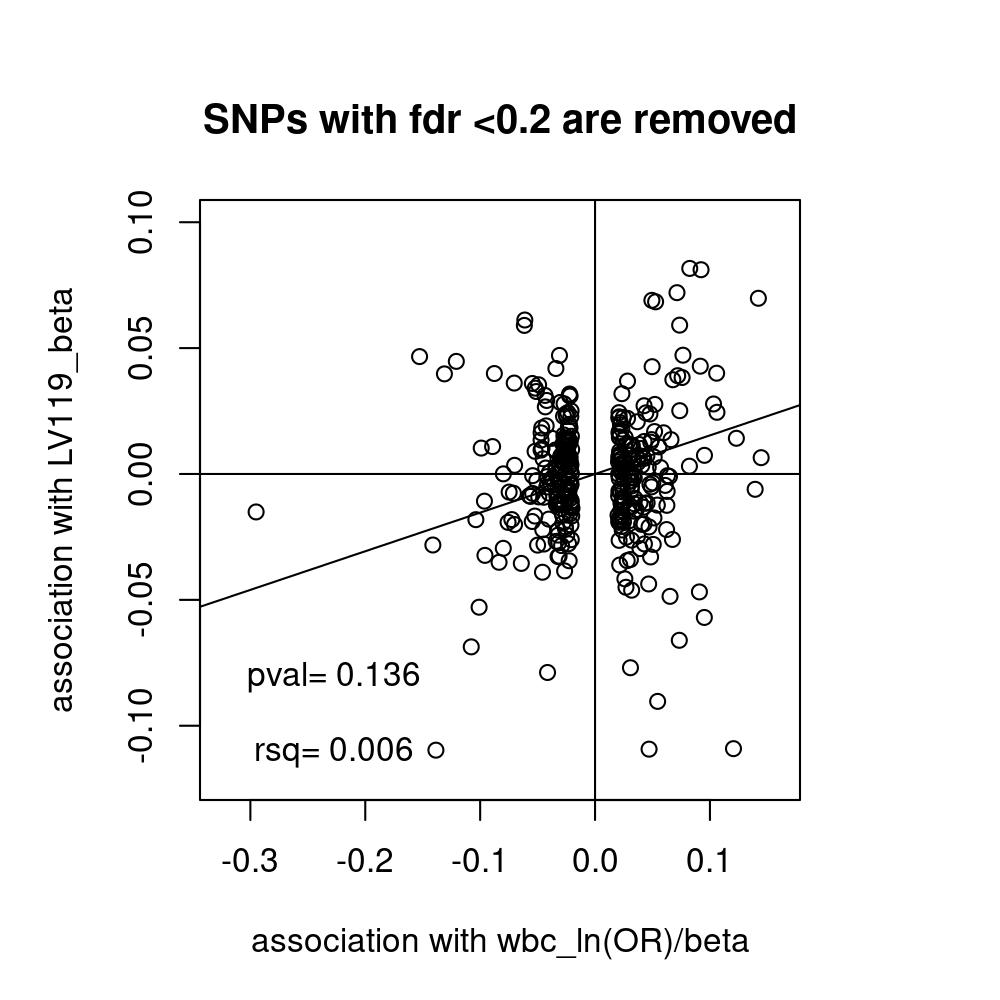 SNPs with fdr <0.2 are removed
association with LV119_beta
0.10
0.05
0.00
-0.05
-0.10
pval= 0.136
rsq= 0.006
-0.3 -0.2 -0.1 0.0 0.1
association with wbc_ln(OR)/beta